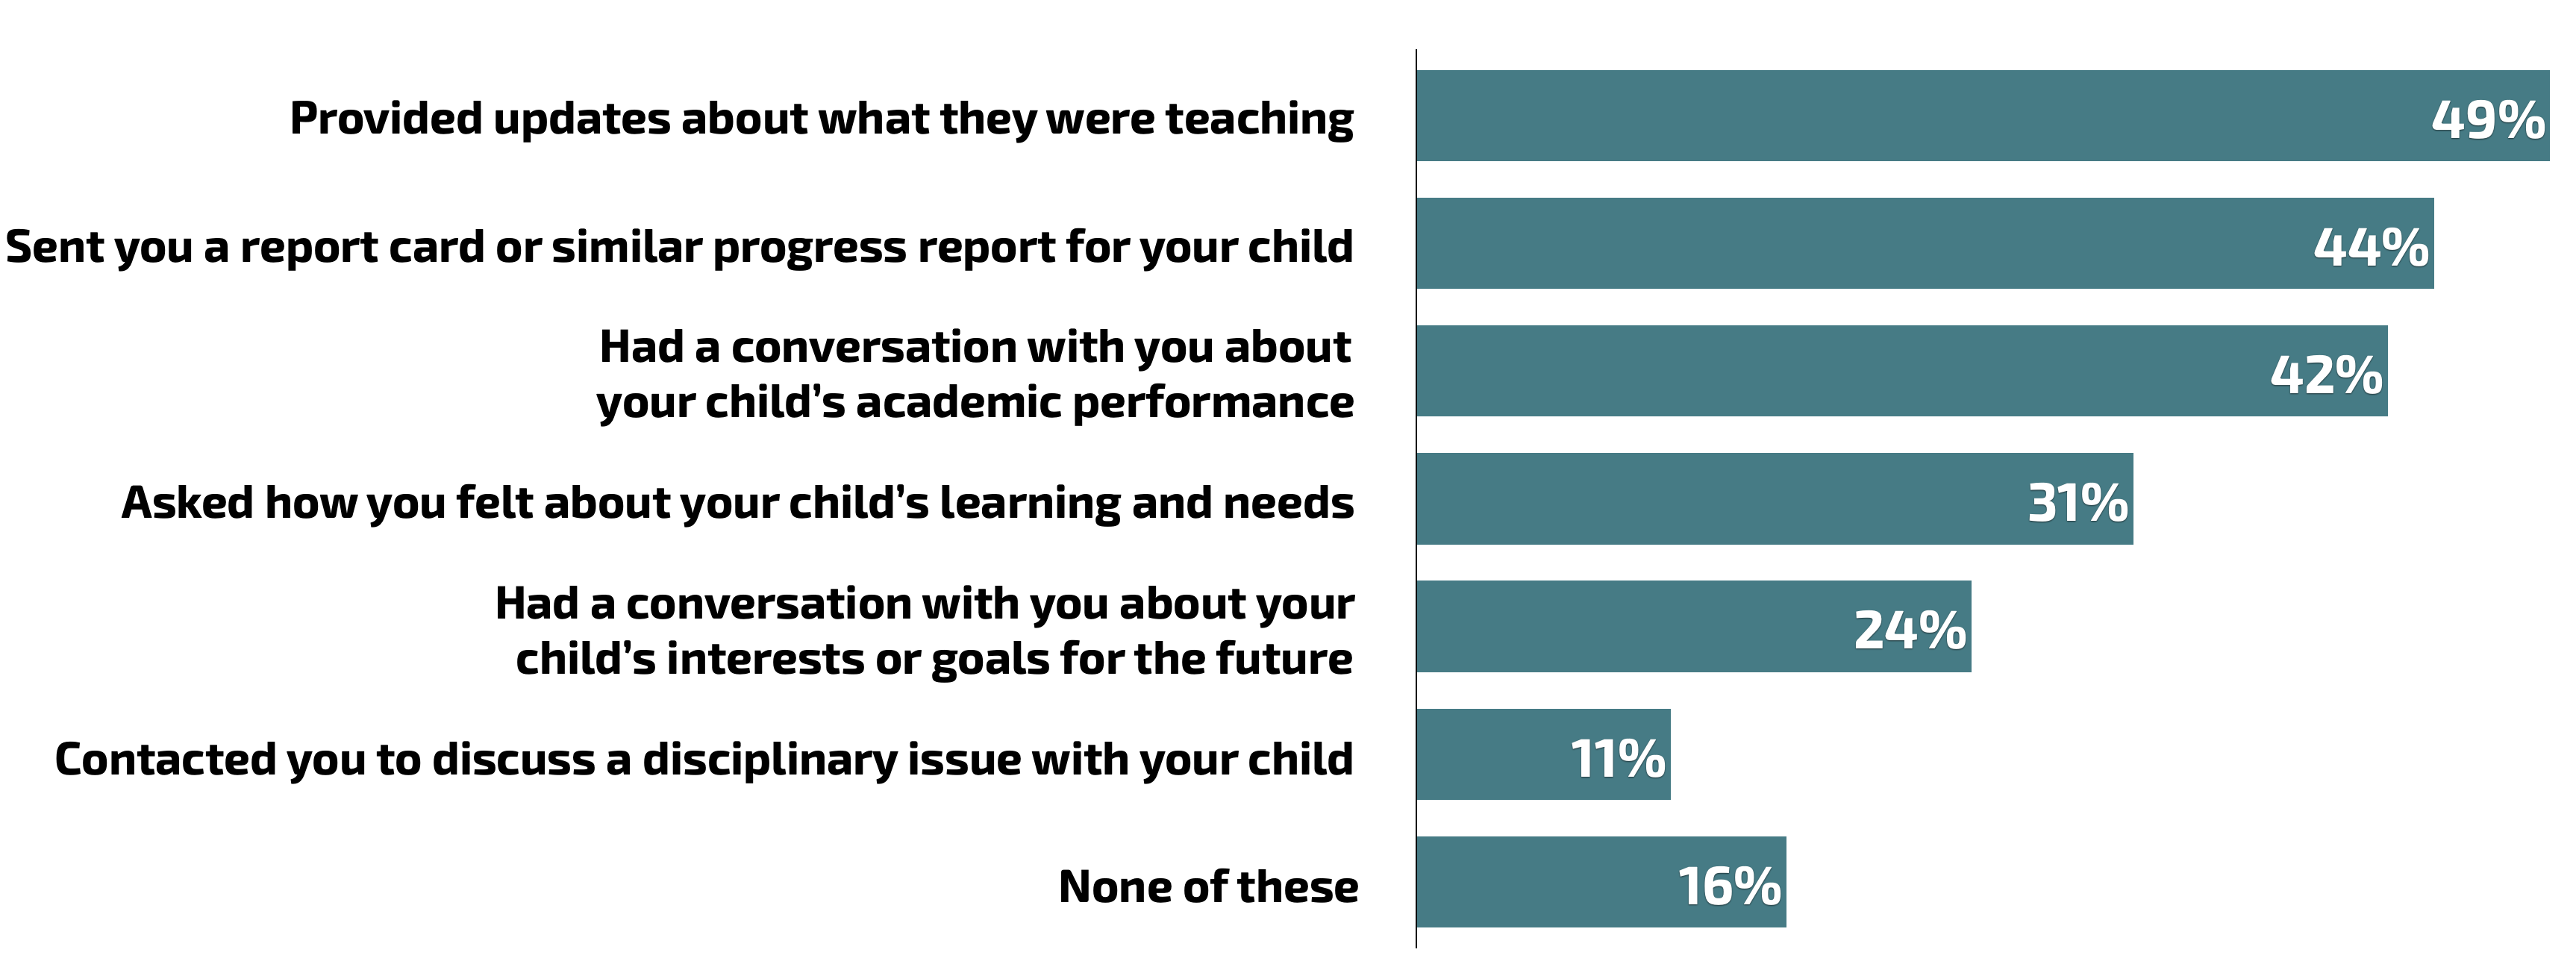 Provided updates about what they were teaching
49%
Sent you a report card or similar progress report for your child
44%
Had a conversation with you about
your child’s academic performance
42%
Asked how you felt about your child’s learning and needs
31%
Had a conversation with you about your
child’s interests or goals for the future
24%
Contacted you to discuss a disciplinary issue with your child
11%
None of these
16%